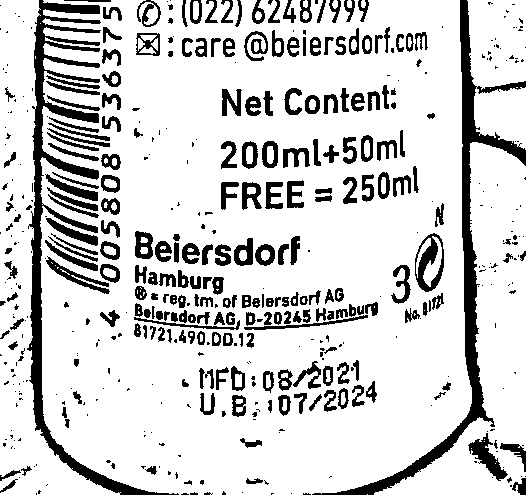 : (022) 62487999
: care @beiersdorf.com
Net Content:
200ml+50ml
FREE = 250ml
Beiersdorf
Hamburg
® = reg. tm. of Beiersdorf AG
Beiersdorf AG, D-20245 Hamburg
81721.490.DD.12
N
3
No. 81721
MFD:08/2021
U.B.:07/2024
4 005808 536375